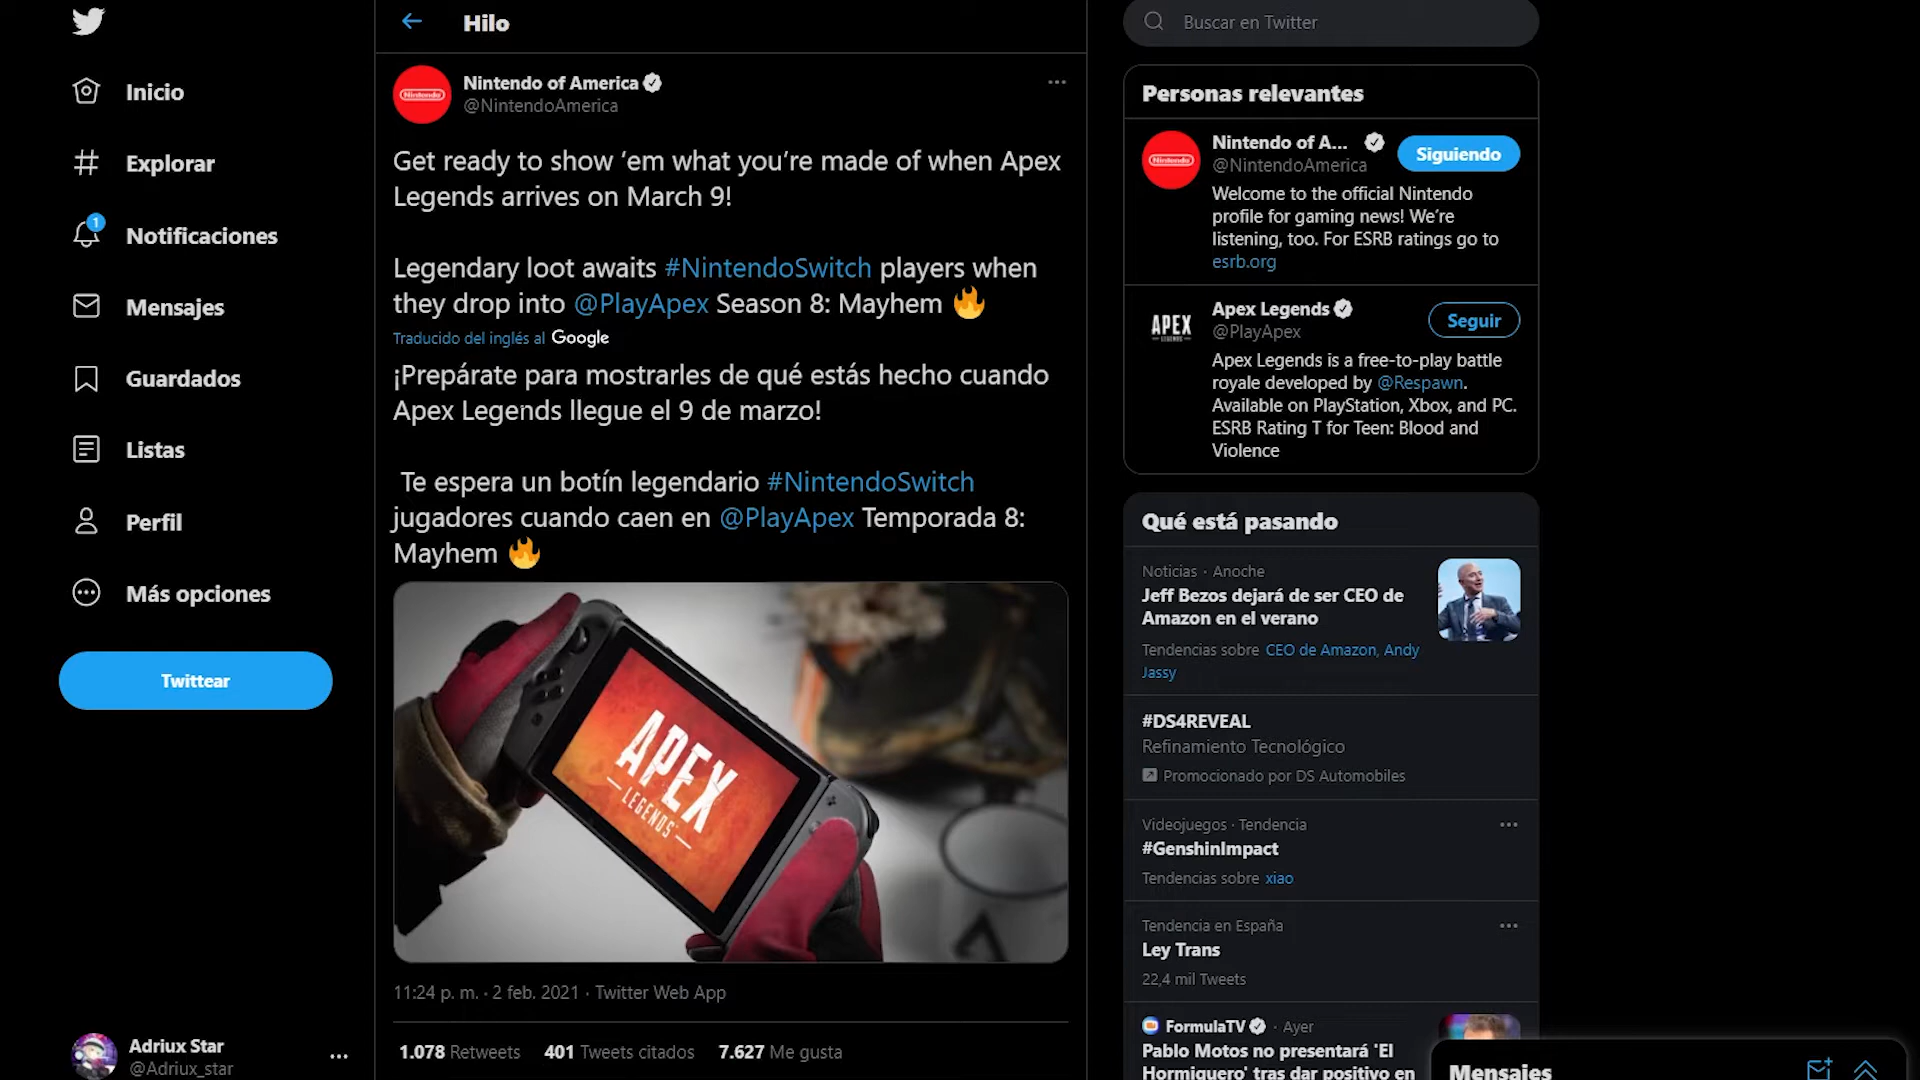 Hilo
Inicio
Explorar
1
Notificaciones
Mensajes
Guardados
Listas
Perfil
Más opciones
Twittear
Adriux Star
@Adriux_star
Nintendo
Nintendo of America
@NintendoAmerica
Get ready to show ‘em what you’re made of when Apex
Legends arrives on March 9!
Legendary loot awaits #NintendoSwitch players when
they drop into @PlayApex Season 8: Mayhem 🔥
Traducido del inglés al Google
¡Prepárate para mostrarles de qué estás hecho cuando
Apex Legends llegue el 9 de marzo!
Te espera un botín legendario #NintendoSwitch
jugadores cuando caen en @PlayApex Temporada 8:
Mayhem 🔥
APEX
LEGENDS
11:24 p. m. · 2 feb. 2021 · Twitter Web App
1.078 Retweets 401 Tweets citados 7.627 Me gusta
Buscar en Twitter
Personas relevantes
Nintendo
Nintendo of A...
@NintendoAmerica
Siguiendo
Welcome to the official Nintendo
profile for gaming news! We’re
listening, too. For ESRB ratings go to
esrb.org
APEX
LEGENDS
Apex Legends
@PlayApex
Seguir
Apex Legends is a free-to-play battle
royale developed by @Respawn.
Available on PlayStation, Xbox, and PC.
ESRB Rating T for Teen: Blood and
Violence
Qué está pasando
Noticias · Anoche
Jeff Bezos dejará de ser CEO de
Amazon en el verano
Tendencias sobre CEO de Amazon, Andy
Jassy
#DS4REVEAL
Refinamiento Tecnológico
Promocionado por DS Automobiles
Videojuegos · Tendencia
#GenshinImpact
Tendencias sobre xiao
Tendencia en España
Ley Trans
22,4 mil Tweets
FormulaTV · Ayer
Pablo Motos no presentará 'El
Hormiguero' tras dar positivo en
Mensajes